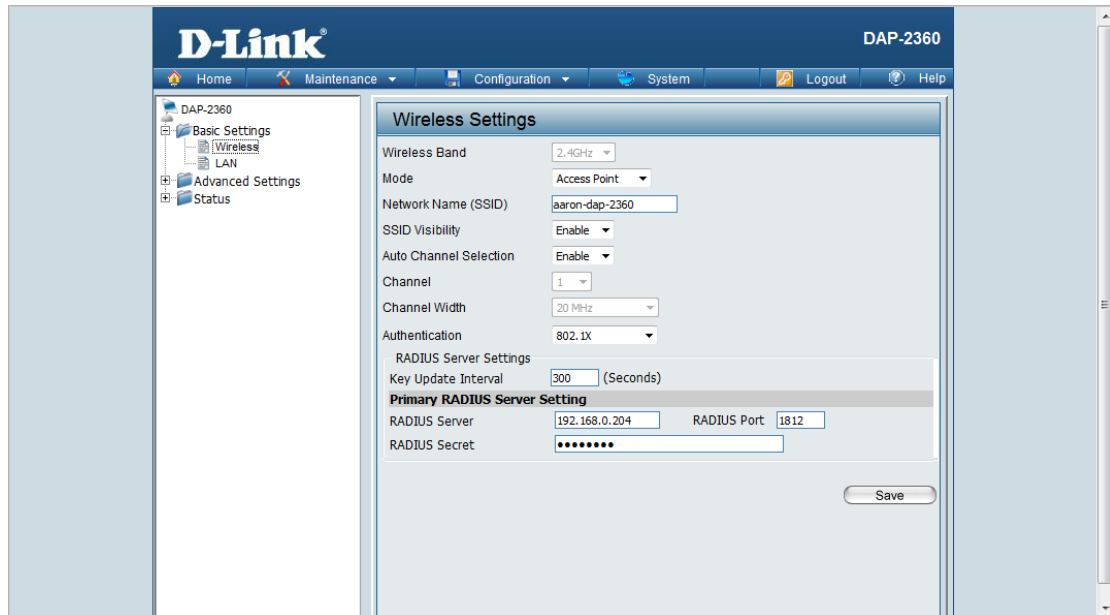 D-Link®
DAP-2360
Home Maintenance Configuration System Logout Help
DAP-2360
Basic Settings
Wireless
LAN
Advanced Settings
Status
Wireless Settings
Wireless Band 2.4GHz
Mode Access Point
Network Name (SSID) aaron-dap-2360
SSID Visibility Enable
Auto Channel Selection Enable
Channel 1
Channel Width 20 MHz
Authentication 802.1X
RADIUS Server Settings
Key Update Interval 300 (Seconds)
Primary RADIUS Server Setting
RADIUS Server 192.168.0.204 RADIUS Port 1812
RADIUS Secret ••••••••
Save